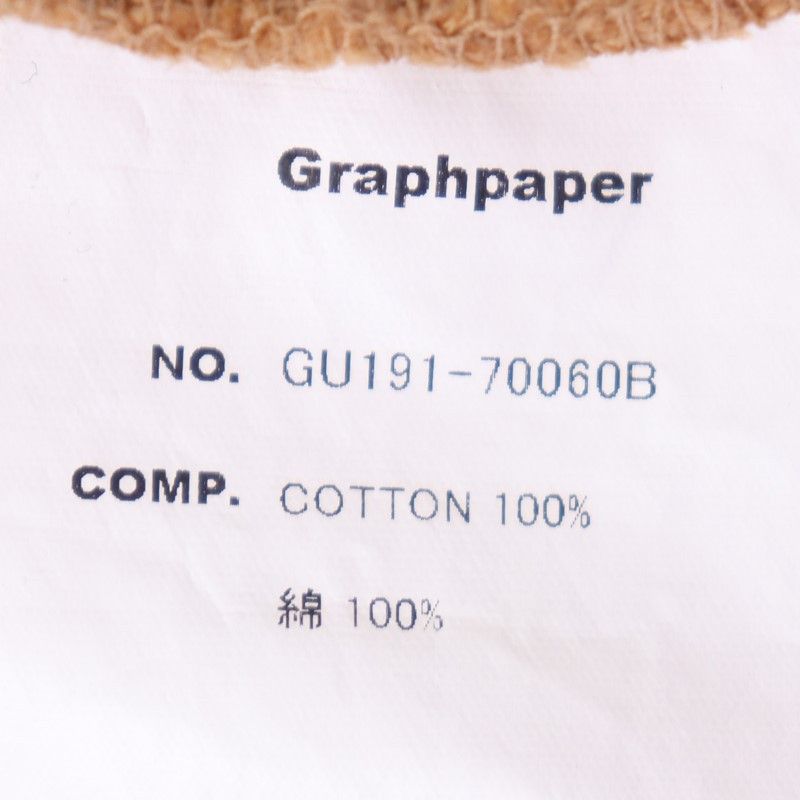 Graphpaper
NO. GU191-70060B
COMP. COTTON 100%
綿 100%